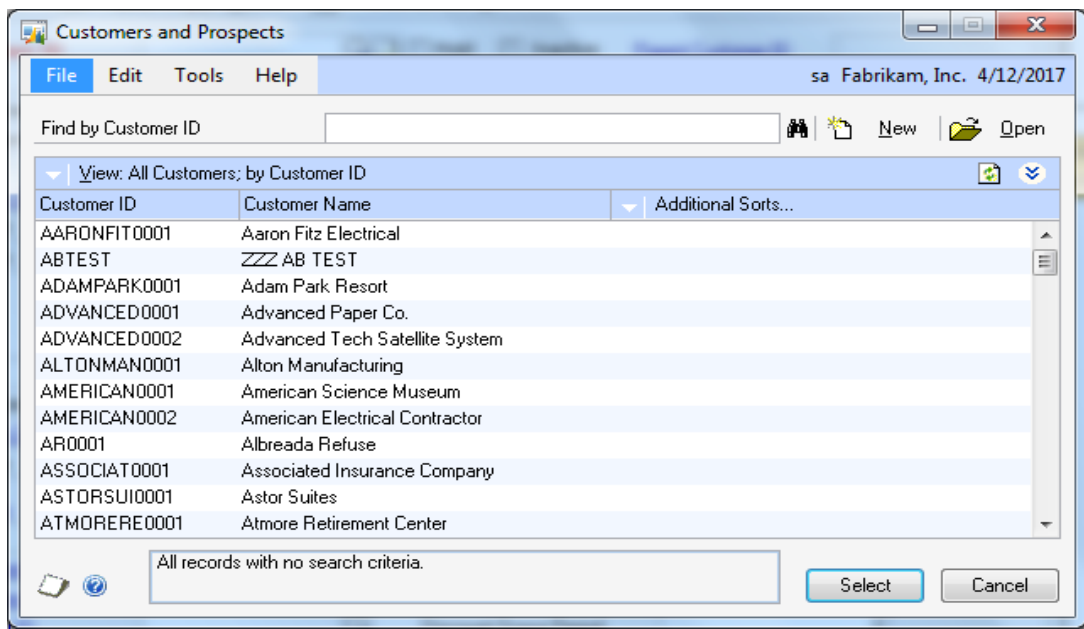 Customers and Prospects
File Edit Tools Help sa Fabrikam, Inc. 4/12/2017
Find by Customer ID New Open
View: All Customers; by Customer ID
Customer ID Customer Name Additional Sorts...
AARONFIT0001 Aaron Fitz Electrical
ABTEST ZZZ AB TEST
ADAMPARK0001 Adam Park Resort
ADVANCED0001 Advanced Paper Co.
ADVANCED0002 Advanced Tech Satellite System
ALTONMAN0001 Alton Manufacturing
AMERICAN0001 American Science Museum
AMERICAN0002 American Electrical Contractor
AR0001 Albreada Refuse
ASSOCIAT0001 Associated Insurance Company
ASTORSUI0001 Astor Suites
ATMORERE0001 Atmore Retirement Center
All records with no search criteria.
Select Cancel